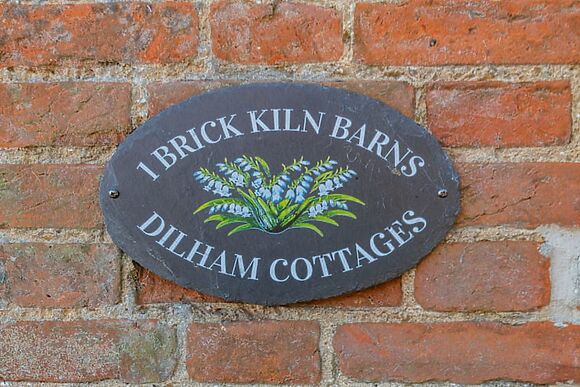 1 BRICK KILN BARNS
DILHAM COTTAGES